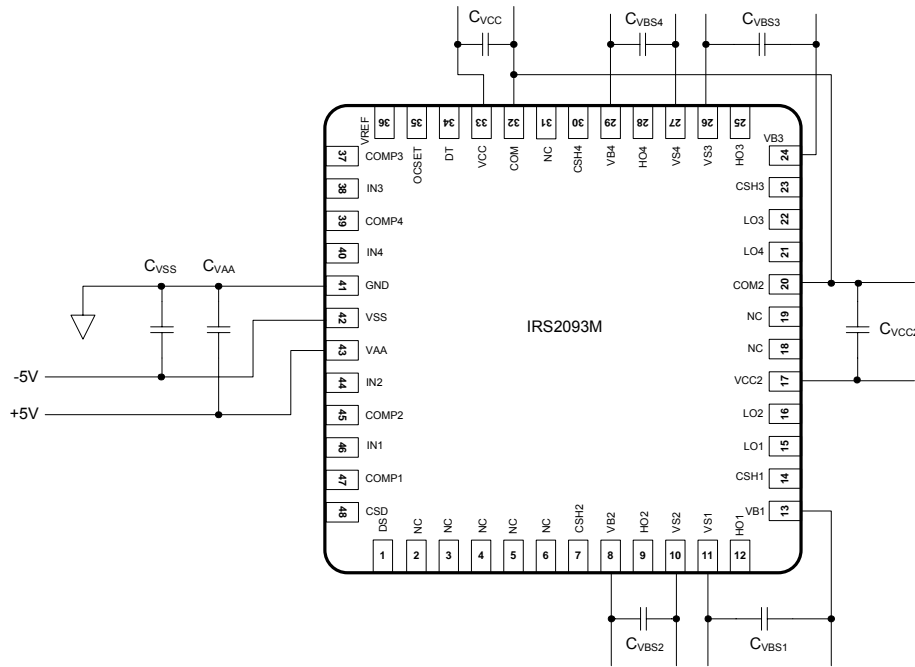 CVCC
CVBS4
CVBS3
36 35 34 33 32 31 30 29 28 27 26 25
VREF OCSET DT VCC COM NC CSH4 VB4 HO4 VS4 VS3 HO3
VB3
37 COMP3
24
38 IN3
CSH3 23
39 COMP4
LO3 22
40 IN4
LO4 21
CVSS
CVAA
41 GND
COM2 20
42 VSS
NC 19
IRS2093M
CVCC2
43 VAA
NC 18
-5V
44 IN2
VCC2 17
+5V
45 COMP2
LO2 16
46 IN1
LO1 15
47 COMP1
CSH1 14
48 CSD
VB1 13
DS NC NC NC NC NC CSH2 VB2 HO2 VS2 VS1 HO1
1 2 3 4 5 6 7 8 9 10 11 12
CVBS2
CVBS1